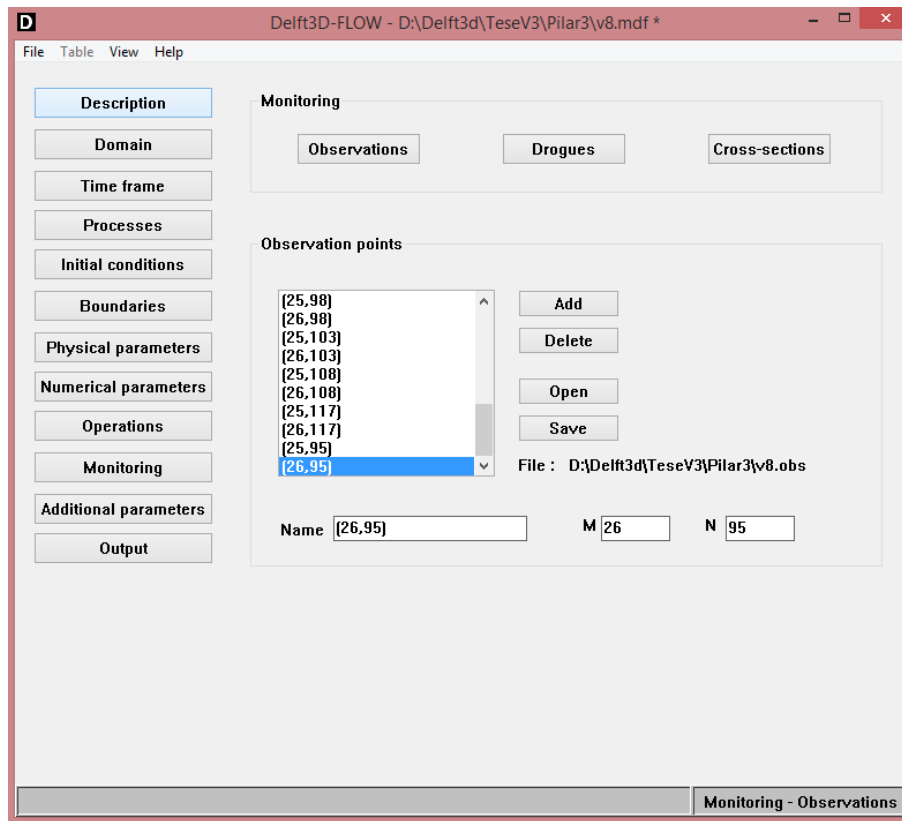 D Delft3D-FLOW - D:\Delft3d\TeseV3\Pilar3\v8.mdf *
File Table View Help
Description
Domain
Time frame
Processes
Initial conditions
Boundaries
Physical parameters
Numerical parameters
Operations
Monitoring
Additional parameters
Output
Monitoring
Observations Drogues Cross-sections
Observation points
(25,98)
(26,98)
(25,103)
(26,103)
(25,108)
(26,108)
(25,117)
(26,117)
(25,95)
(26,95)
Add
Delete
Open
Save
File : D:\Delft3d\TeseV3\Pilar3\v8.obs
Name (26,95) M 26 N 95
Monitoring - Observations